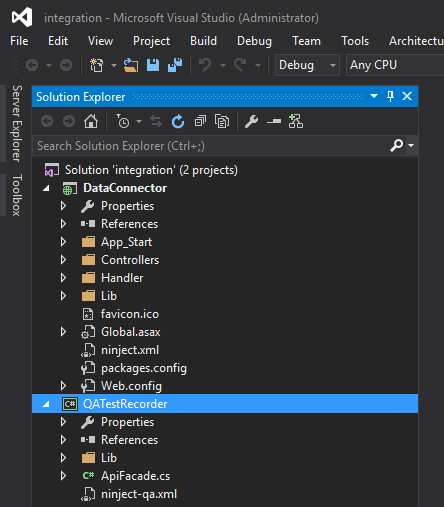 integration - Microsoft Visual Studio (Administrator)
File Edit View Project Build Debug Team Tools Architectu
Debug Any CPU
Server Explorer
Toolbox
Solution Explorer
Search Solution Explorer (Ctrl+;)
Solution 'integration' (2 projects)
DataConnector
Properties
References
App_Start
Controllers
Handler
Lib
favicon.ico
Global.asax
ninject.xml
packages.config
Web.config
C# QATestRecorder
Properties
References
Lib
C# ApiFacade.cs
ninject-qa.xml